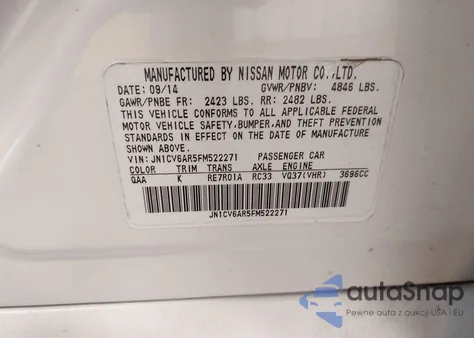 MANUFACTURED BY NISSAN MOTOR CO.,LTD.
DATE: 09/14 GVWR/PNBV: 4846 LBS.
GAWR/PNBE FR: 2423 LBS. RR: 2482 LBS.
THIS VEHICLE CONFORMS TO ALL APPLICABLE FEDERAL
MOTOR VEHICLE SAFETY, BUMPER, AND THEFT PREVENTION
STANDARDS IN EFFECT ON THE DATE OF MANUFACTURE
SHOWN ABOVE.
VIN: JN1CV6AR5FM522271 PASSENGER CAR
COLOR TRIM TRANS AXLE ENGINE
QAA K RE7R01A RC33 VQ37(VHR) 3696CC
JN1CV6AR5FM522271
autoSnap
Pewne auta z aukcji USA i EU